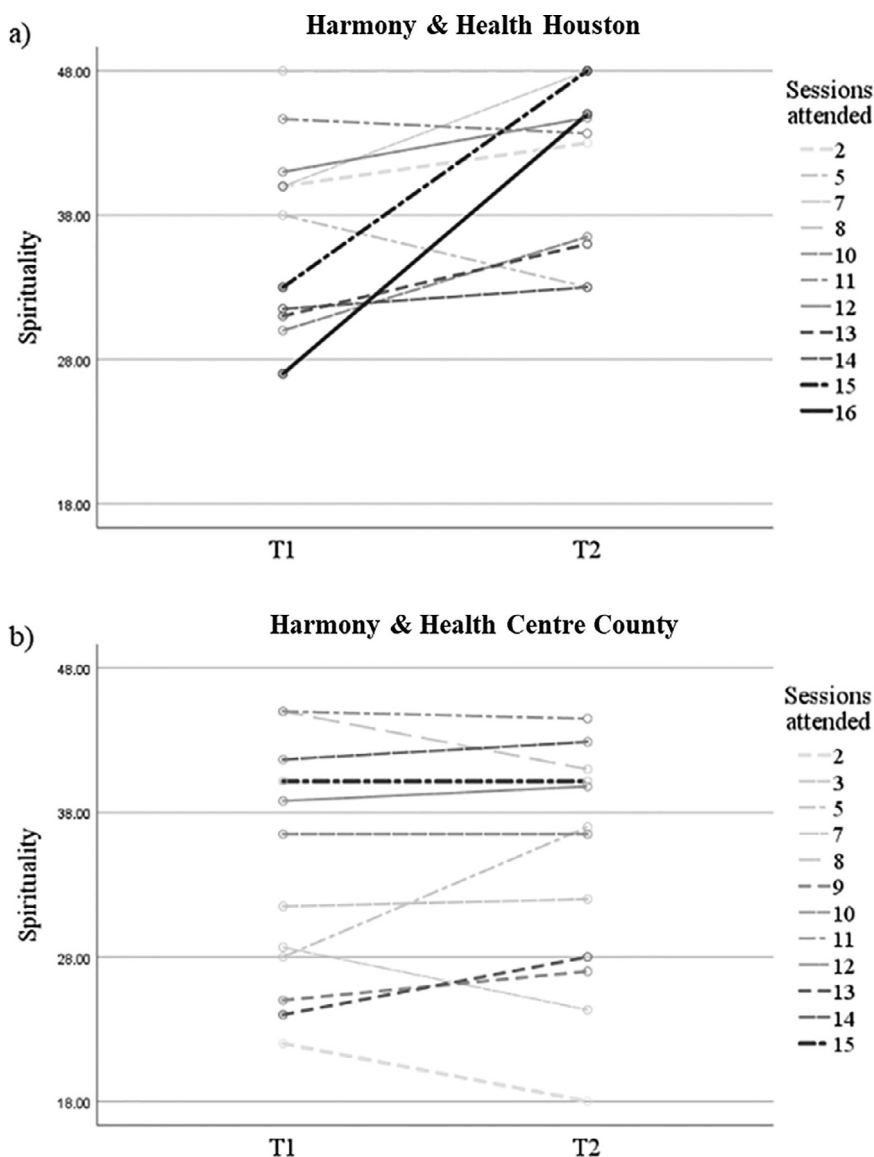 a)
Harmony & Health Houston
48.00
38.00
28.00
18.00
Spirituality
T1
T2
Sessions
attended
2
5
7
8
10
11
12
13
14
15
16
b)
Harmony & Health Centre County
48.00
38.00
28.00
18.00
Spirituality
T1
T2
Sessions
attended
2
3
5
7
8
9
10
11
12
13
14
15